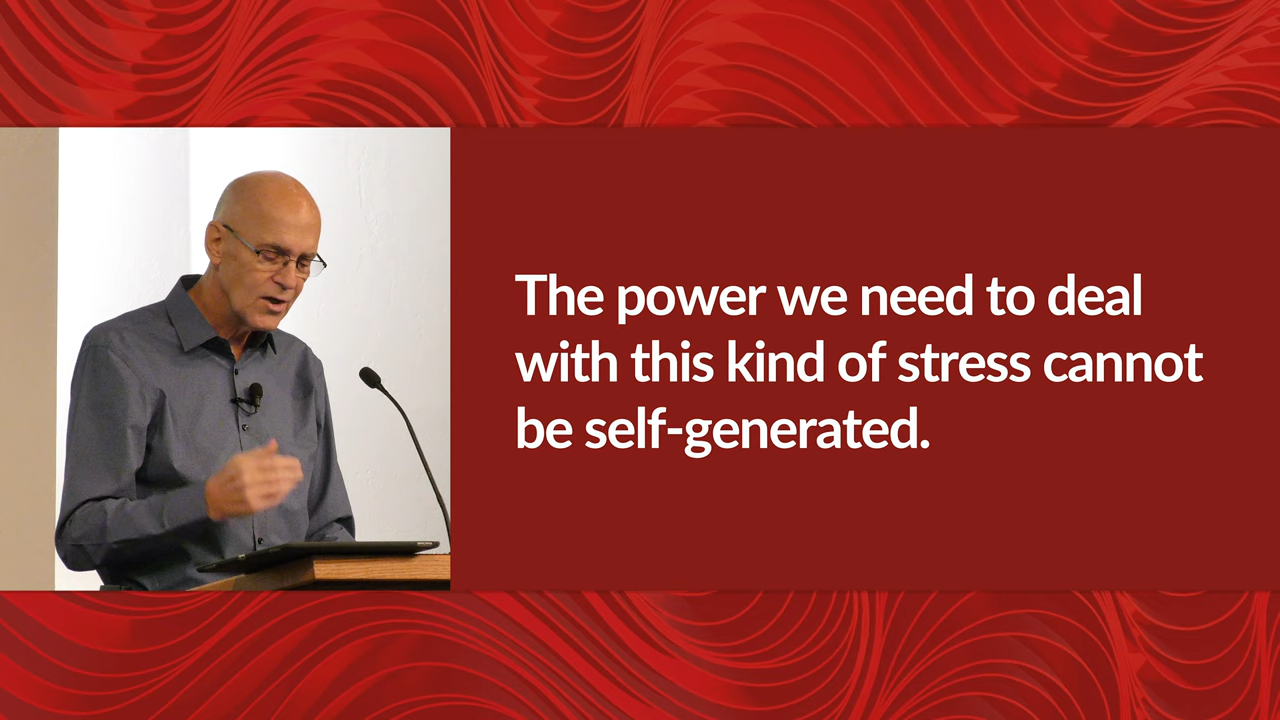 The power we need to deal
with this kind of stress cannot
be self-generated.